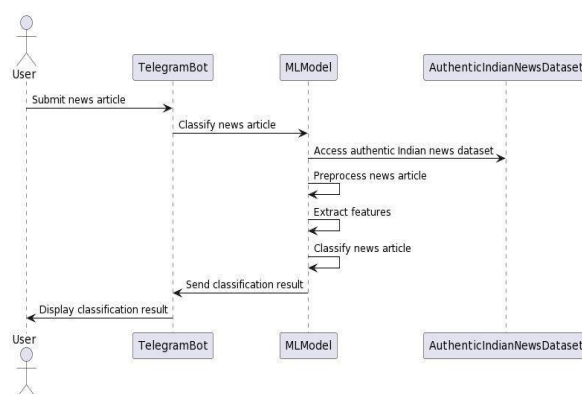 User
TelegramBot
MLModel
AuthenticIndianNewsDataset
Submit news article
Classify news article
Access authentic Indian news dataset
Preprocess news article
Extract features
Classify news article
Send classification result
Display classification result
User
TelegramBot
MLModel
AuthenticIndianNewsDataset